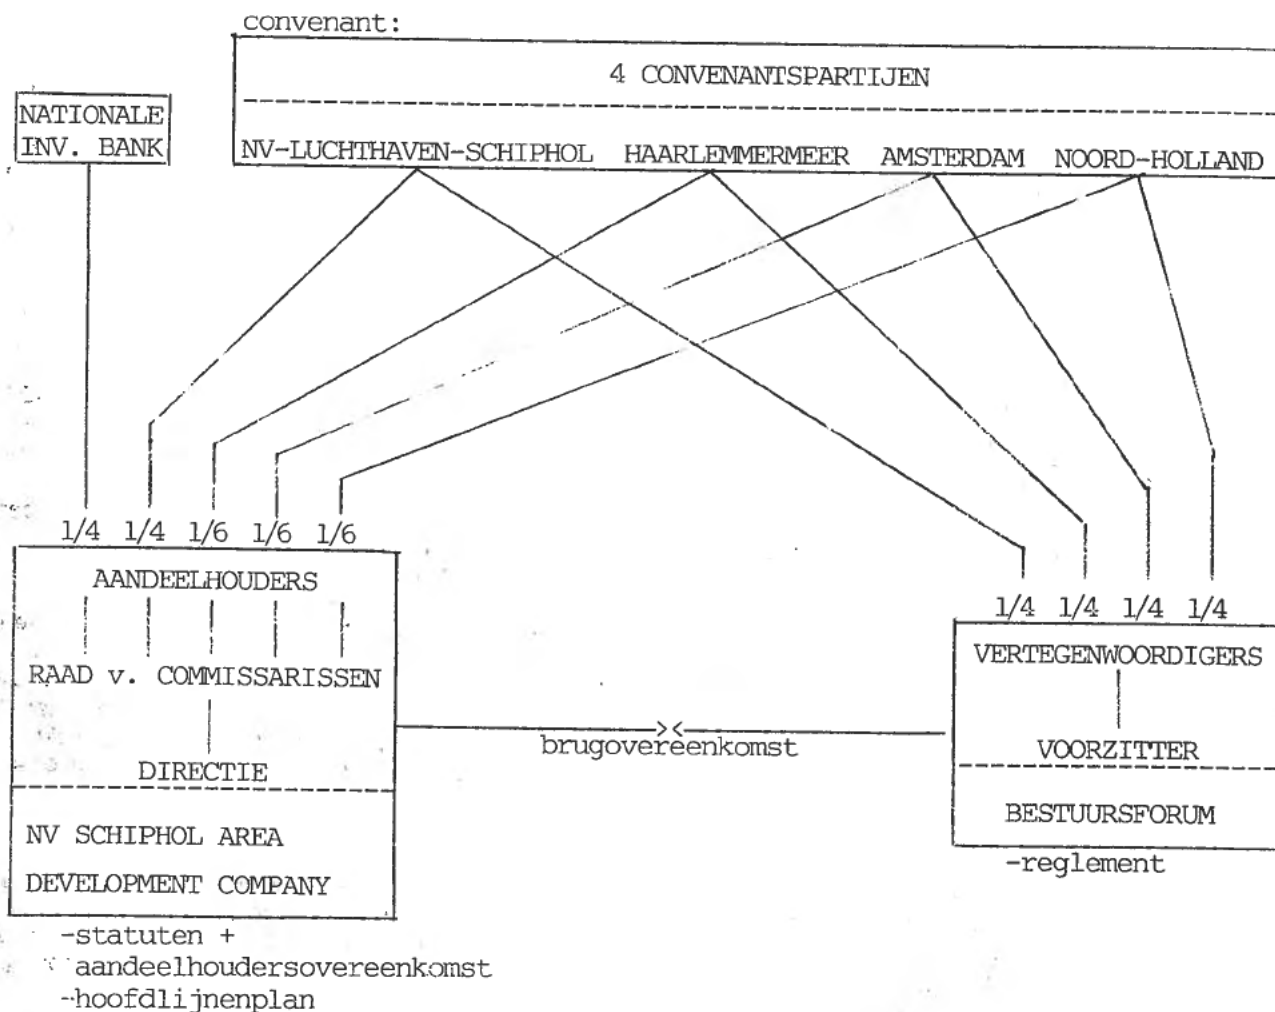 convenant:
4 CONVENANTSPARTIJEN
NATIONALE
INV. BANK
NV-LUCHTHAVEN-SCHIPHOL HAARLEMMERMEER AMSTERDAM NOORD-HOLLAND
1/4 1/4 1/6 1/6 1/6
AANDEELHOUDERS
RAAD v. COMMISSARISSEN
DIRECTIE
NV SCHIPHOL AREA
DEVELOPMENT COMPANY
-statuten +
aandeelhoudersovereenkomst
-hoofdlijnenplan
><
brugovereenkomst
1/4 1/4 1/4 1/4
VERTEGENWOORDIGERS
VOORZITTER
BESTUURSFORUM
-reglement